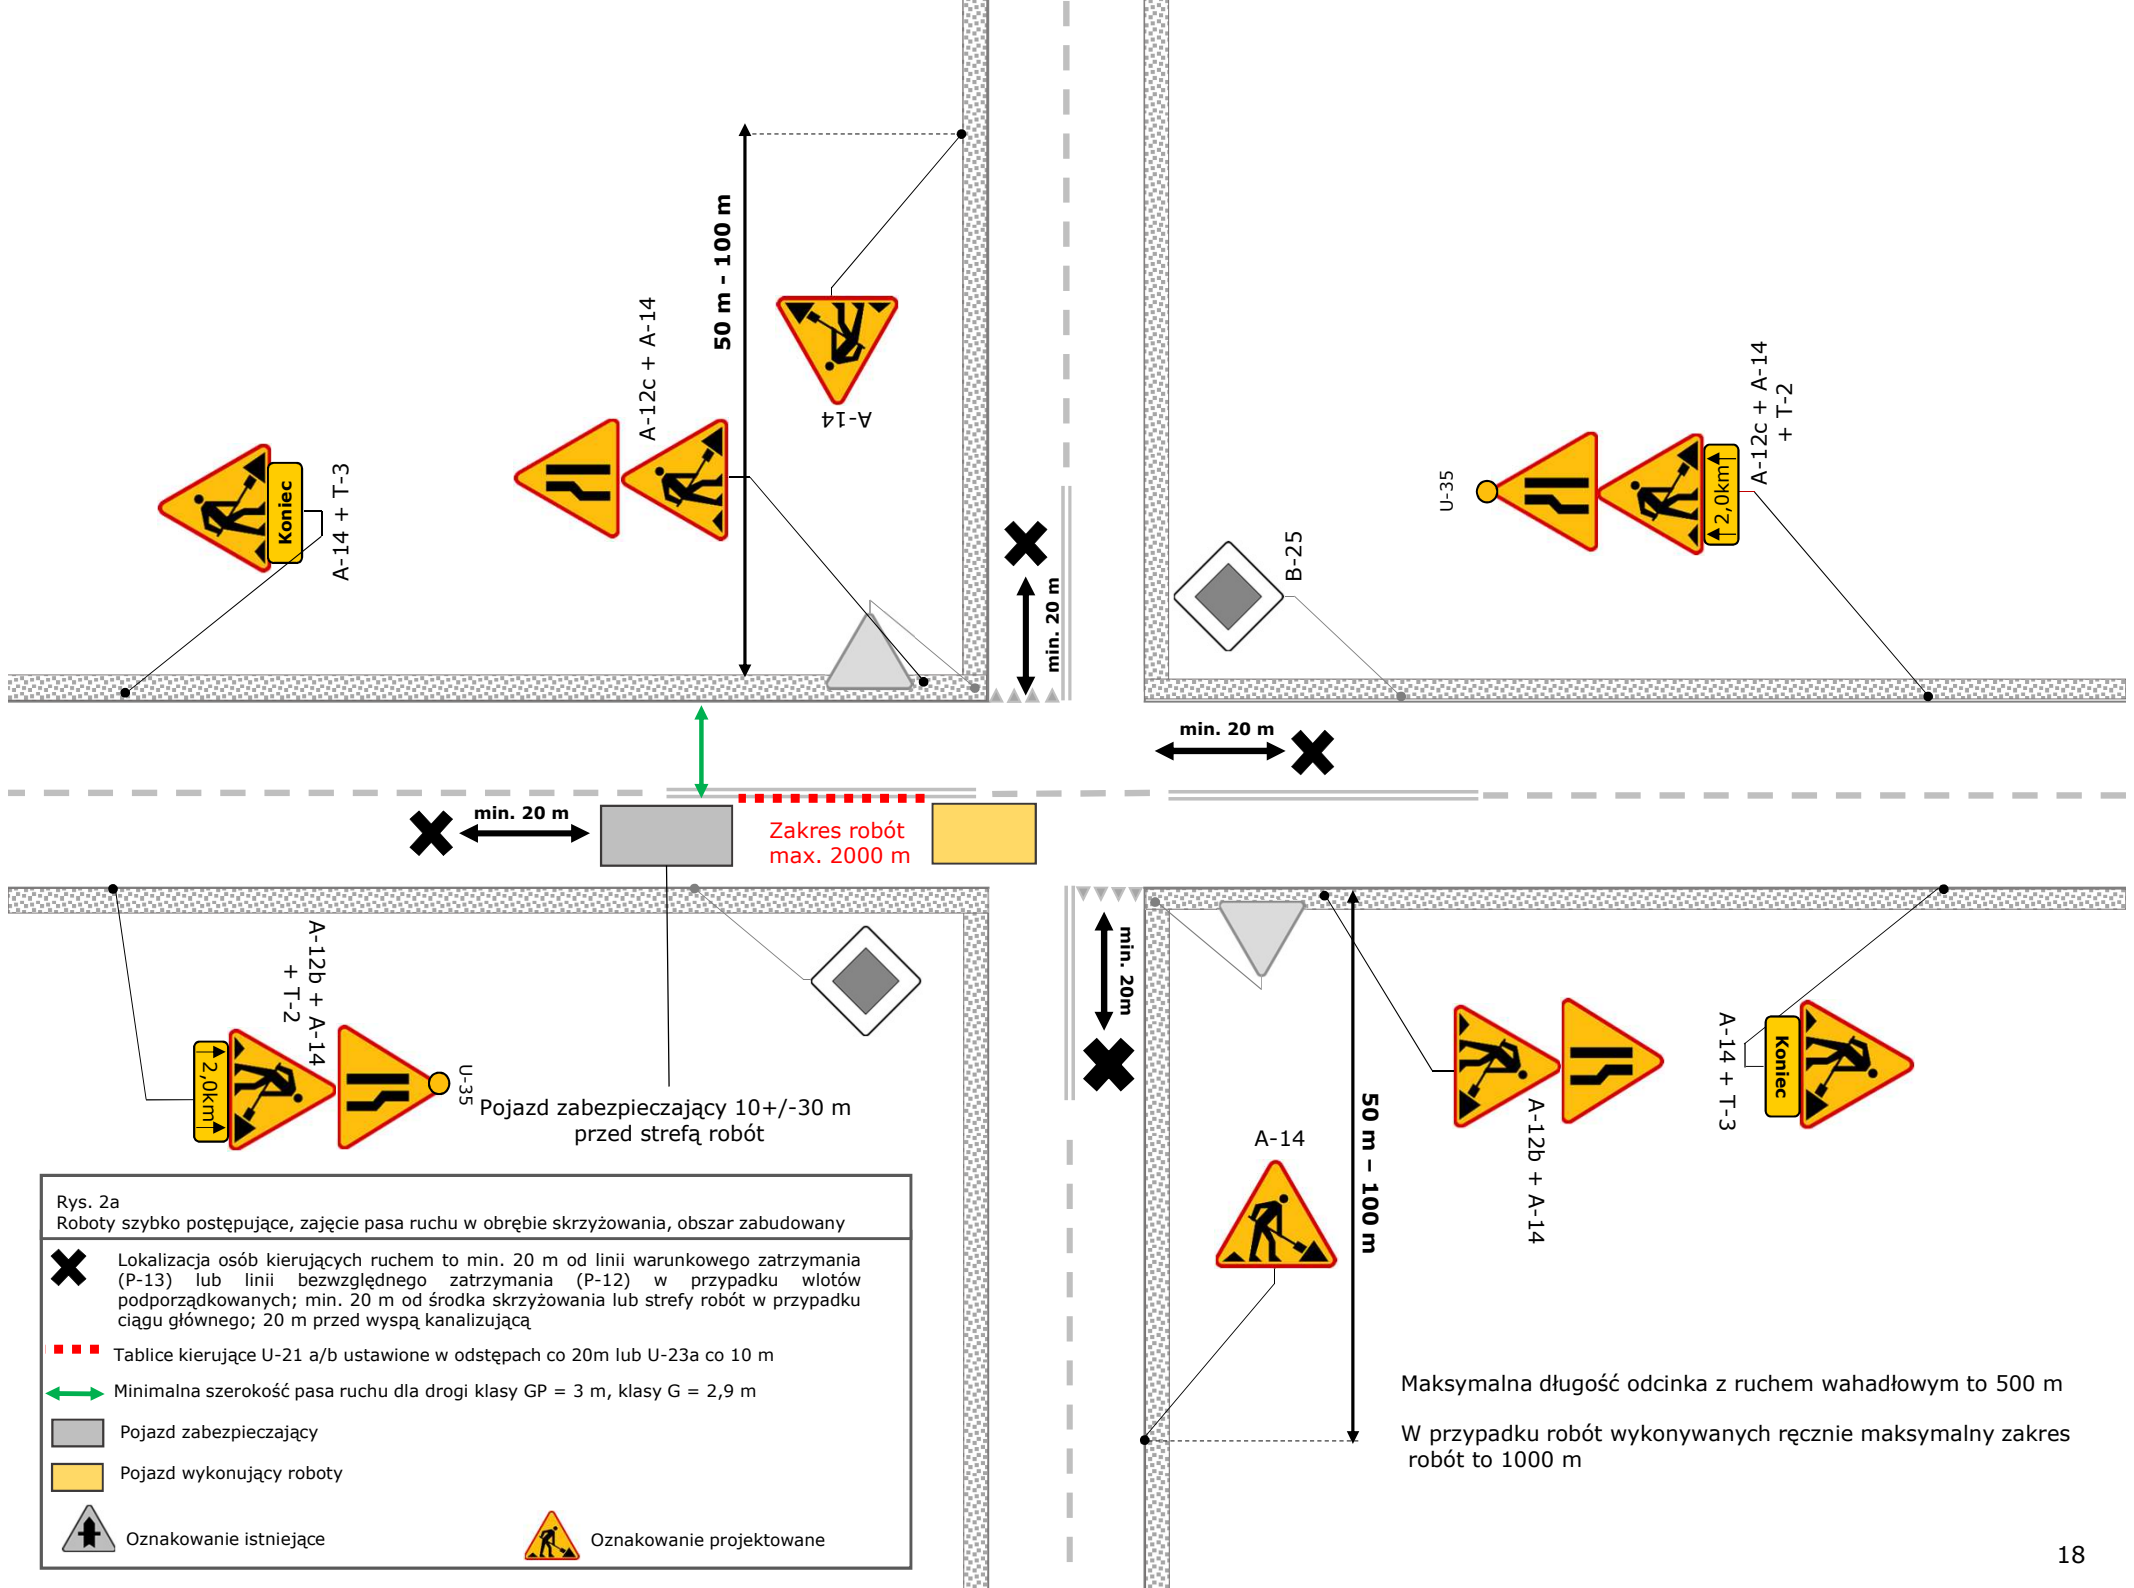 50 m - 100 m
A-12c + A-14
A-14
Koniec
A-14 + T-3
min. 20 m
A-12c + A-14
+ T-2
2,0km
U-35
B-25
min. 20 m
min. 20 m
Zakres robót
max. 2000 m
A-12b + A-14
+ T-2
2,0km
U-35
Pojazd zabezpieczający 10+/-30 m
przed strefą robót
min. 20m
50 m – 100 m
A-14
A-12b + A-14
Koniec
A-14 + T-3
Rys. 2a
Roboty szybko postępujące, zajęcie pasa ruchu w obrębie skrzyżowania, obszar zabudowany
Lokalizacja osób kierujących ruchem to min. 20 m od linii warunkowego zatrzymania
(P-13) lub linii bezwzględnego zatrzymania (P-12) w przypadku wlotów
podporządkowanych; min. 20 m od środka skrzyżowania lub strefy robót w przypadku
ciągu głównego; 20 m przed wyspą kanalizującą
Tablice kierujące U-21 a/b ustawione w odstępach co 20m lub U-23a co 10 m
Minimalna szerokość pasa ruchu dla drogi klasy GP = 3 m, klasy G = 2,9 m
Pojazd zabezpieczający
Pojazd wykonujący roboty
Oznakowanie istniejące
Oznakowanie projektowane
Maksymalna długość odcinka z ruchem wahadłowym to 500 m
W przypadku robót wykonywanych ręcznie maksymalny zakres
robót to 1000 m
18